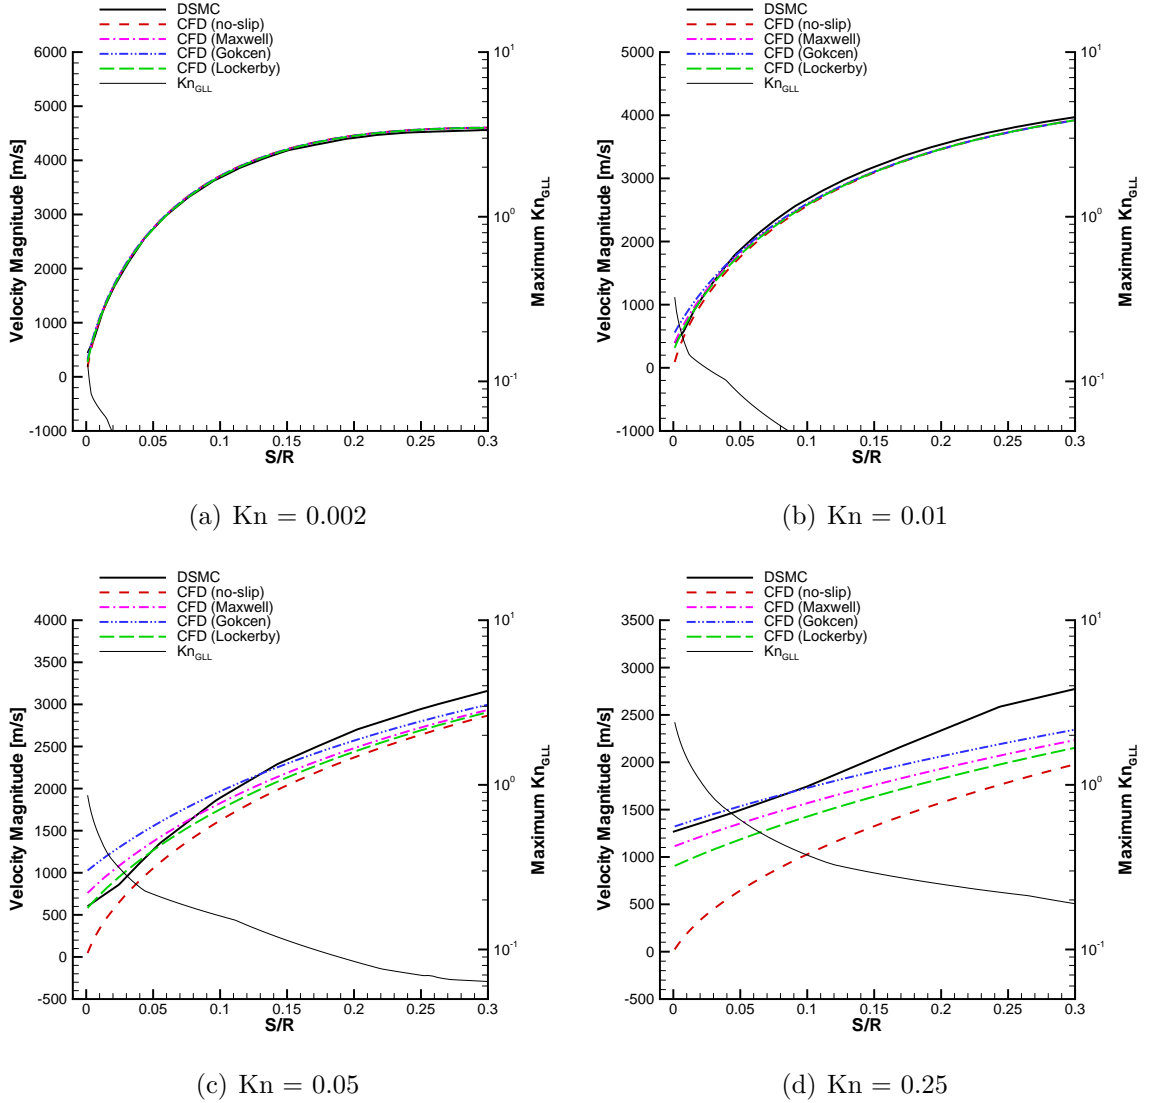 DSMC
CFD (no-slip)
CFD (Maxwell)
CFD (Gokcen)
CFD (Lockerby)
Kn_GLL
Velocity Magnitude [m/s]
6000
5000
4000
3000
2000
1000
0
-1000
Maximum Kn_GLL
10^1
10^0
10^-1
0 0.05 0.1 0.15 0.2 0.25 0.3
S/R
(a) Kn = 0.002
DSMC
CFD (no-slip)
CFD (Maxwell)
CFD (Gokcen)
CFD (Lockerby)
Kn_GLL
Velocity Magnitude [m/s]
5000
4000
3000
2000
1000
0
-1000
Maximum Kn_GLL
10^1
10^0
10^-1
0 0.05 0.1 0.15 0.2 0.25 0.3
S/R
(b) Kn = 0.01
DSMC
CFD (no-slip)
CFD (Maxwell)
CFD (Gokcen)
CFD (Lockerby)
Kn_GLL
Velocity Magnitude [m/s]
4000
3500
3000
2500
2000
1500
1000
500
0
-500
Maximum Kn_GLL
10^1
10^0
10^-1
0 0.05 0.1 0.15 0.2 0.25 0.3
S/R
(c) Kn = 0.05
DSMC
CFD (no-slip)
CFD (Maxwell)
CFD (Gokcen)
CFD (Lockerby)
Kn_GLL
Velocity Magnitude [m/s]
3500
3000
2500
2000
1500
1000
500
0
-500
Maximum Kn_GLL
10^1
10^0
10^-1
0 0.05 0.1 0.15 0.2 0.25 0.3
S/R
(d) Kn = 0.25